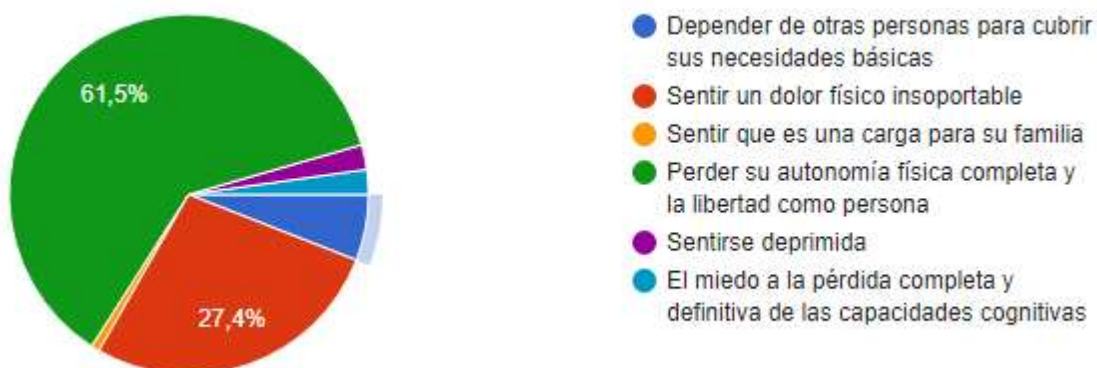 61,5%
27,4%
Depender de otras personas para cubrir
sus necesidades básicas
Sentir un dolor físico insoportable
Sentir que es una carga para su familia
Perder su autonomía física completa y
la libertad como persona
Sentirse deprimida
El miedo a la pérdida completa y
definitiva de las capacidades cognitivas